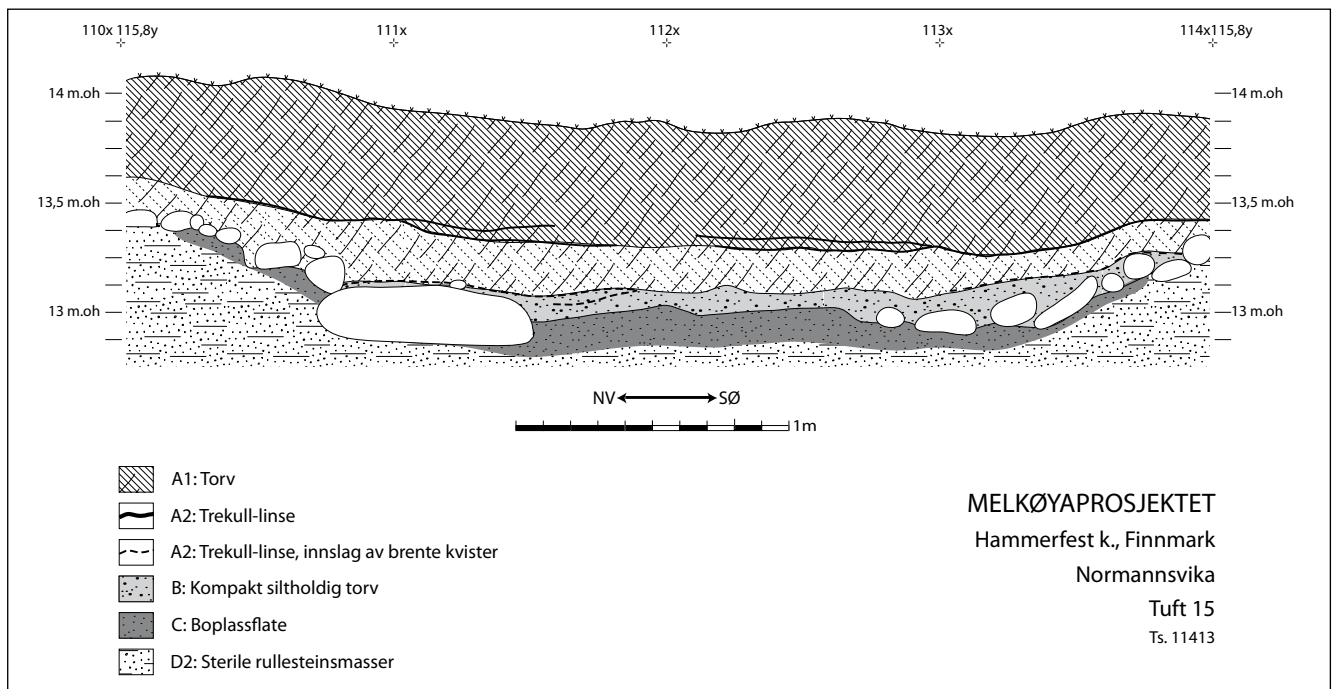 110x 115,8y 111x 112x 113x 114x115,8y
14 m.oh 14 m.oh
13,5 m.oh 13,5 m.oh
13 m.oh 13 m.oh
NV SØ
1m
A1: Torv
A2: Trekull-linse
A2: Trekull-linse, innslag av brente kvister
B: Kompakt siltholdig torv
C: Boplassflate
D2: Sterile rullesteinsmasser
MELKØYAPROSJEKTET
Hammerfest k., Finnmark
Normannsvika
Tuft 15
Ts. 11413